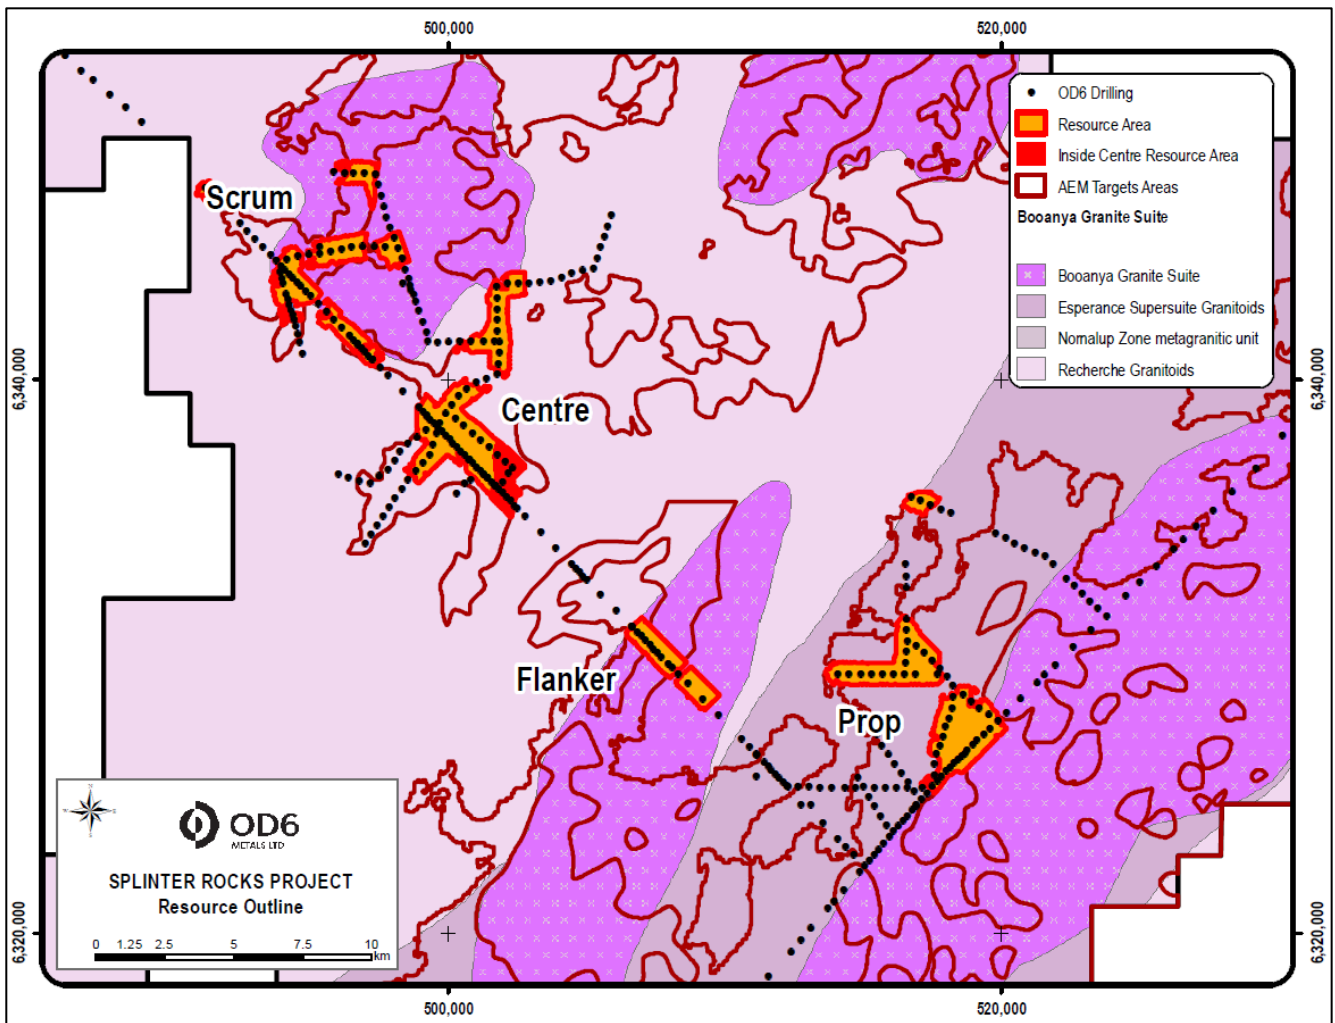 500,000
520,000
OD6 Drilling
Resource Area
Inside Centre Resource Area
AEM Targets Areas
Booanya Granite Suite
Booanya Granite Suite
Esperance Supersuite Granitoids
Nomalup Zone metagranitic unit
Recherche Granitoids
Scrum
6,340,000
6,340,000
Centre
Flanker
Prop
N
W
E
S
OD6
METALS LTD
SPLINTER ROCKS PROJECT
Resource Outline
0 1.25 2.5 5 7.5 10
km
6,320,000
6,320,000
500,000
520,000